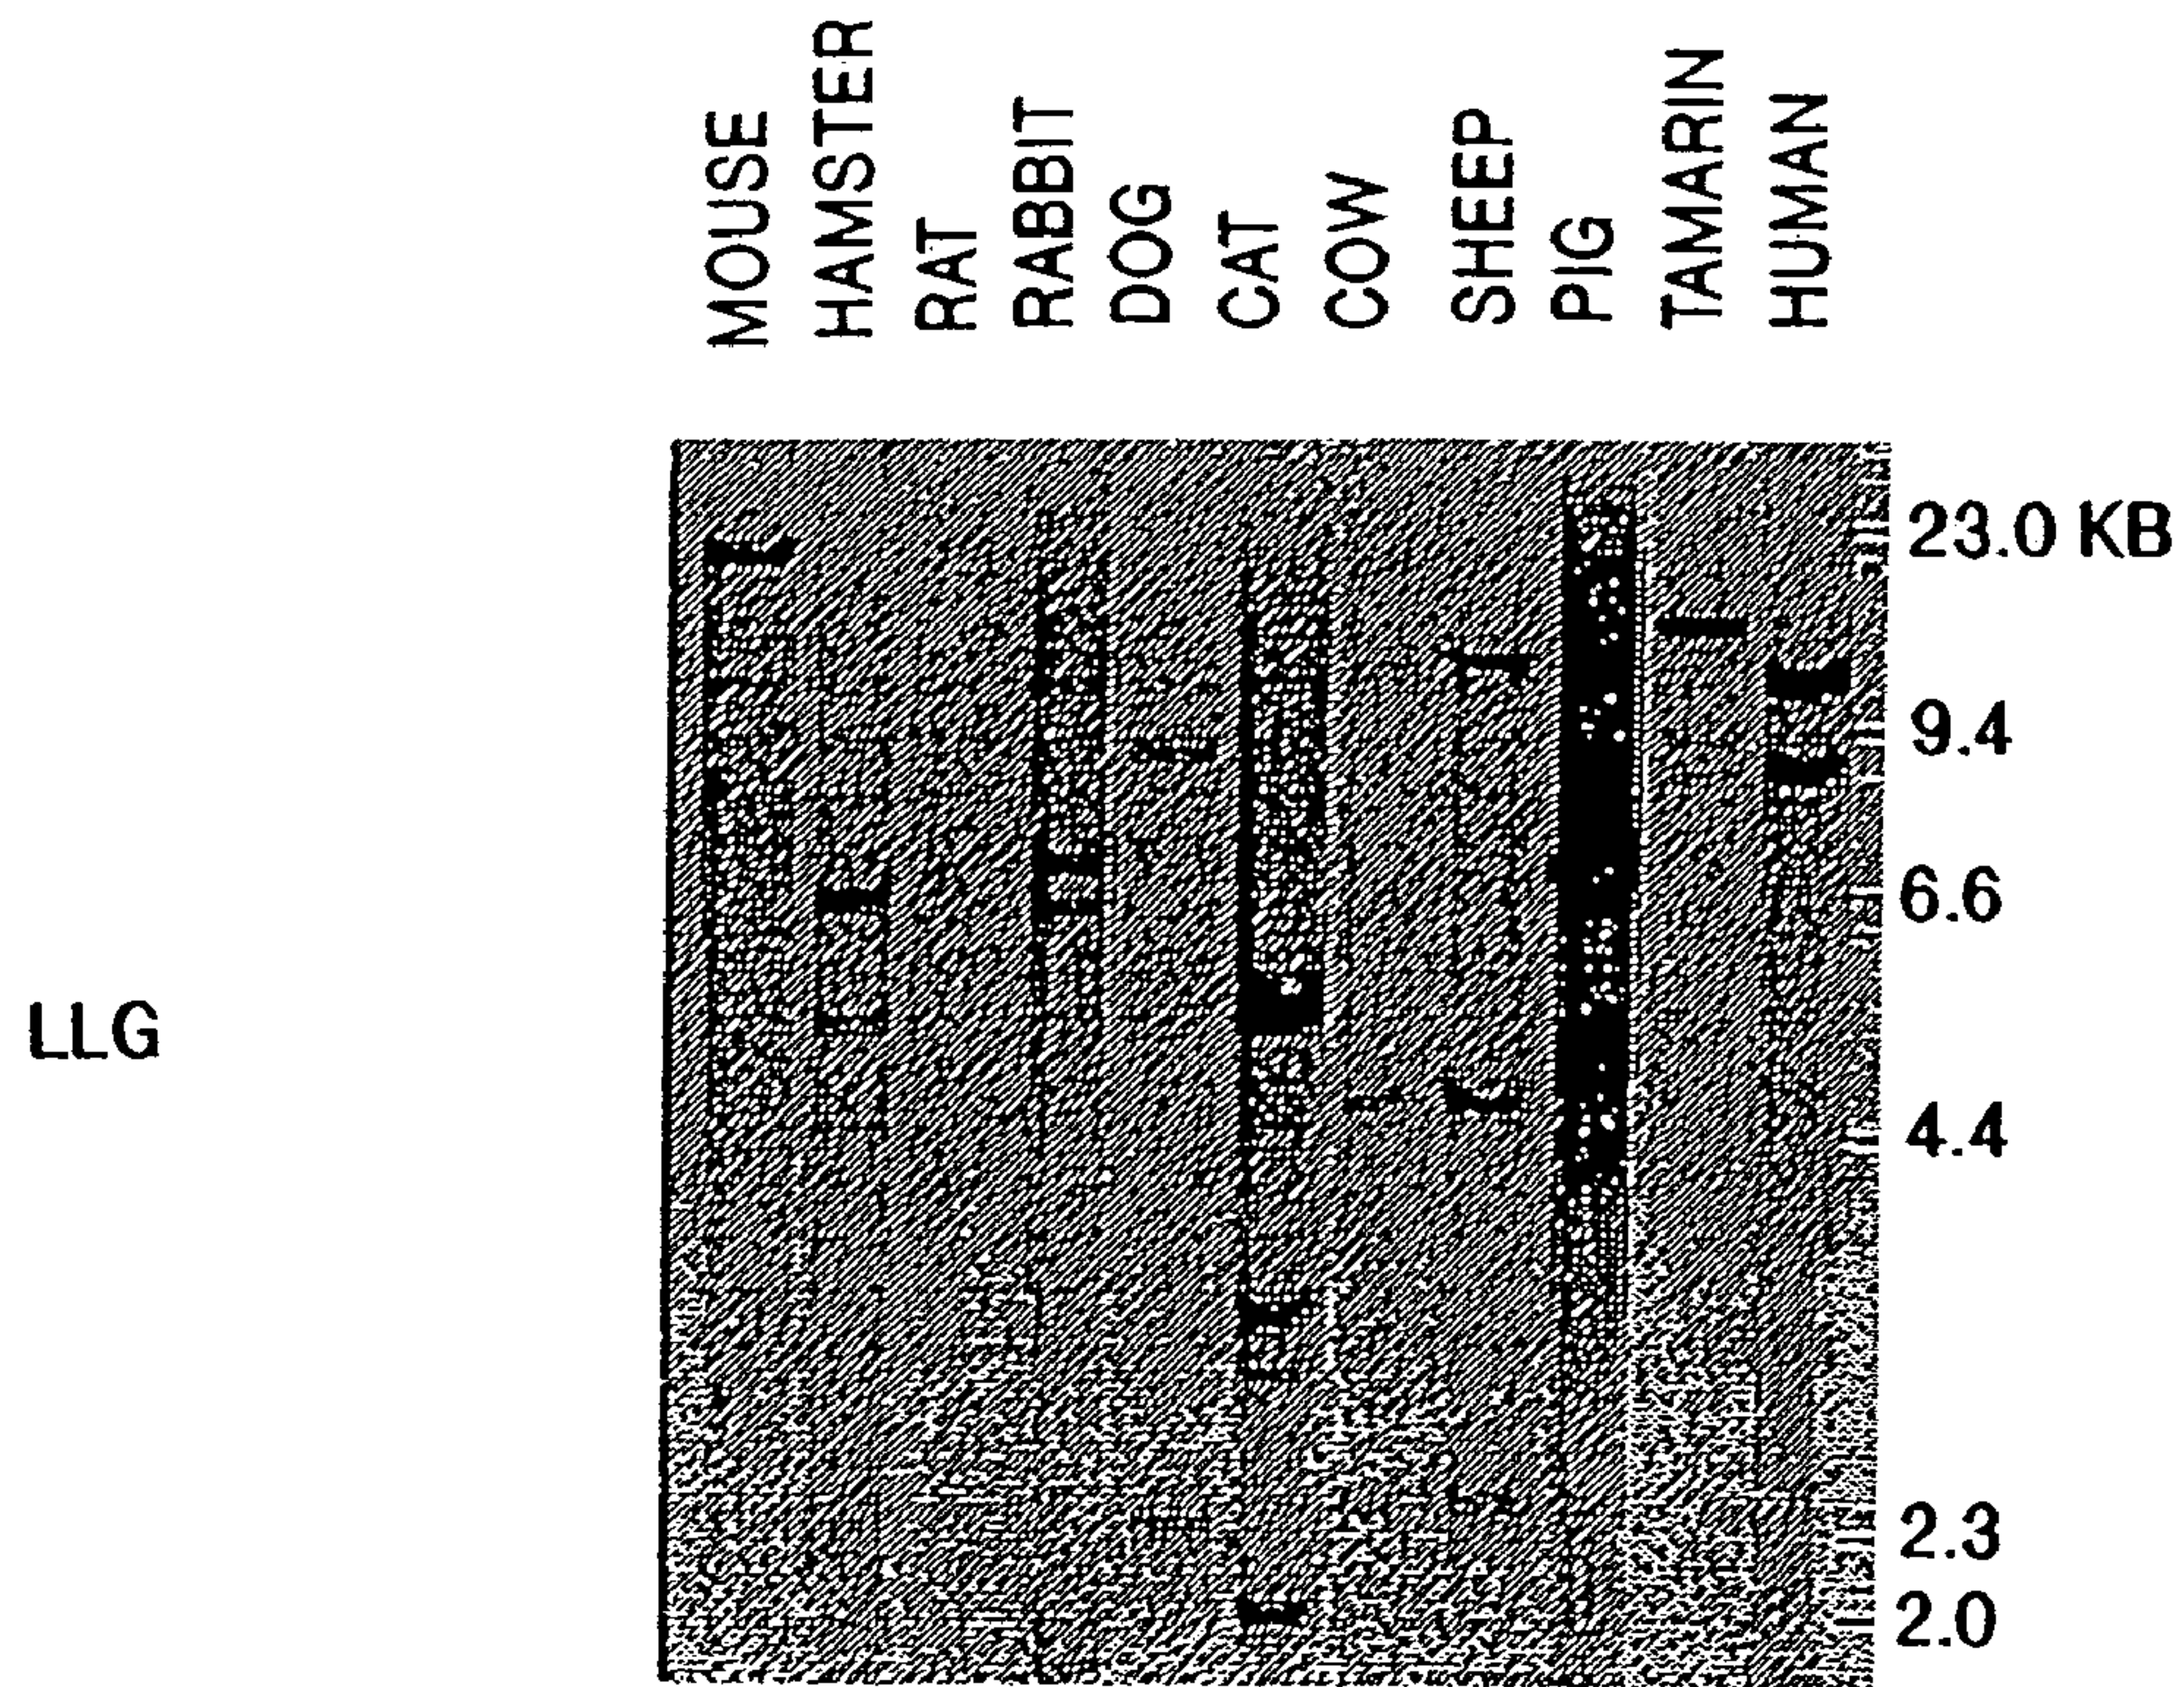 MOUSE
HAMSTER
RAT
RABBIT
DOG
CAT
COW
SHEEP
PIG
TAMARIN
HUMAN
23.0 KB
9.4
6.6
LLG
4.4
2.3
2.0